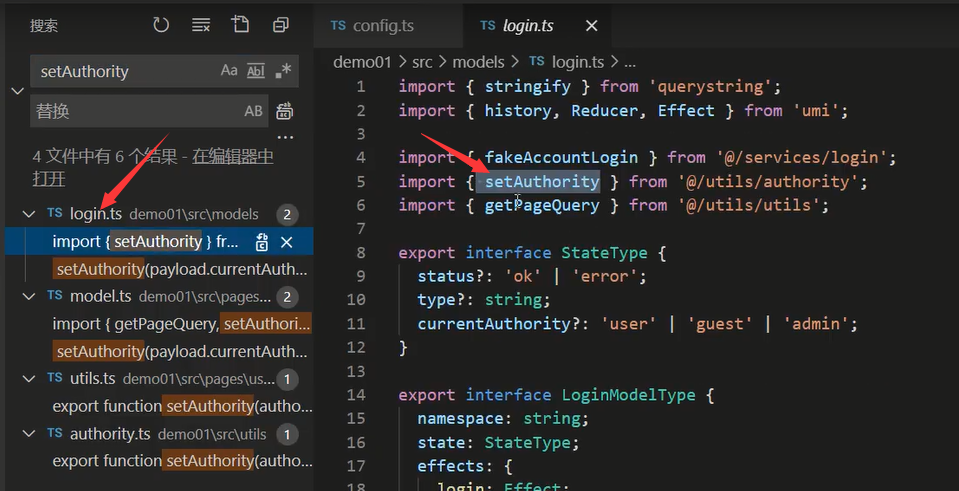 搜索
setAuthority Aa Abl .*
替换 AB
4 文件中有 6 个结果 - 在编辑器中
打开
TS login.ts demo01\src\models 2
import { setAuthority } fr...
setAuthority(payload.currentAuth...
TS model.ts demo01\src\pages... 2
import { getPageQuery, setAuthori...
setAuthority(payload.currentAuth...
TS utils.ts demo01\src\pages\us... 1
export function setAuthority(autho...
TS authority.ts demo01\src\utils 1
export function setAuthority(autho...
TS config.ts TS login.ts
demo01 > src > models > TS login.ts > ...
1 import { stringify } from 'querystring';
2 import { history, Reducer, Effect } from 'umi';
3
4 import { fakeAccountLogin } from '@/services/login';
5 import { setAuthority } from '@/utils/authority';
6 import { getPageQuery } from '@/utils/utils';
7
8 export interface StateType {
9 status?: 'ok' | 'error';
10 type?: string;
11 currentAuthority?: 'user' | 'guest' | 'admin';
12 }
13
14 export interface LoginModelType {
15 namespace: string;
16 state: StateType;
17 effects: {
18 login: Effect;